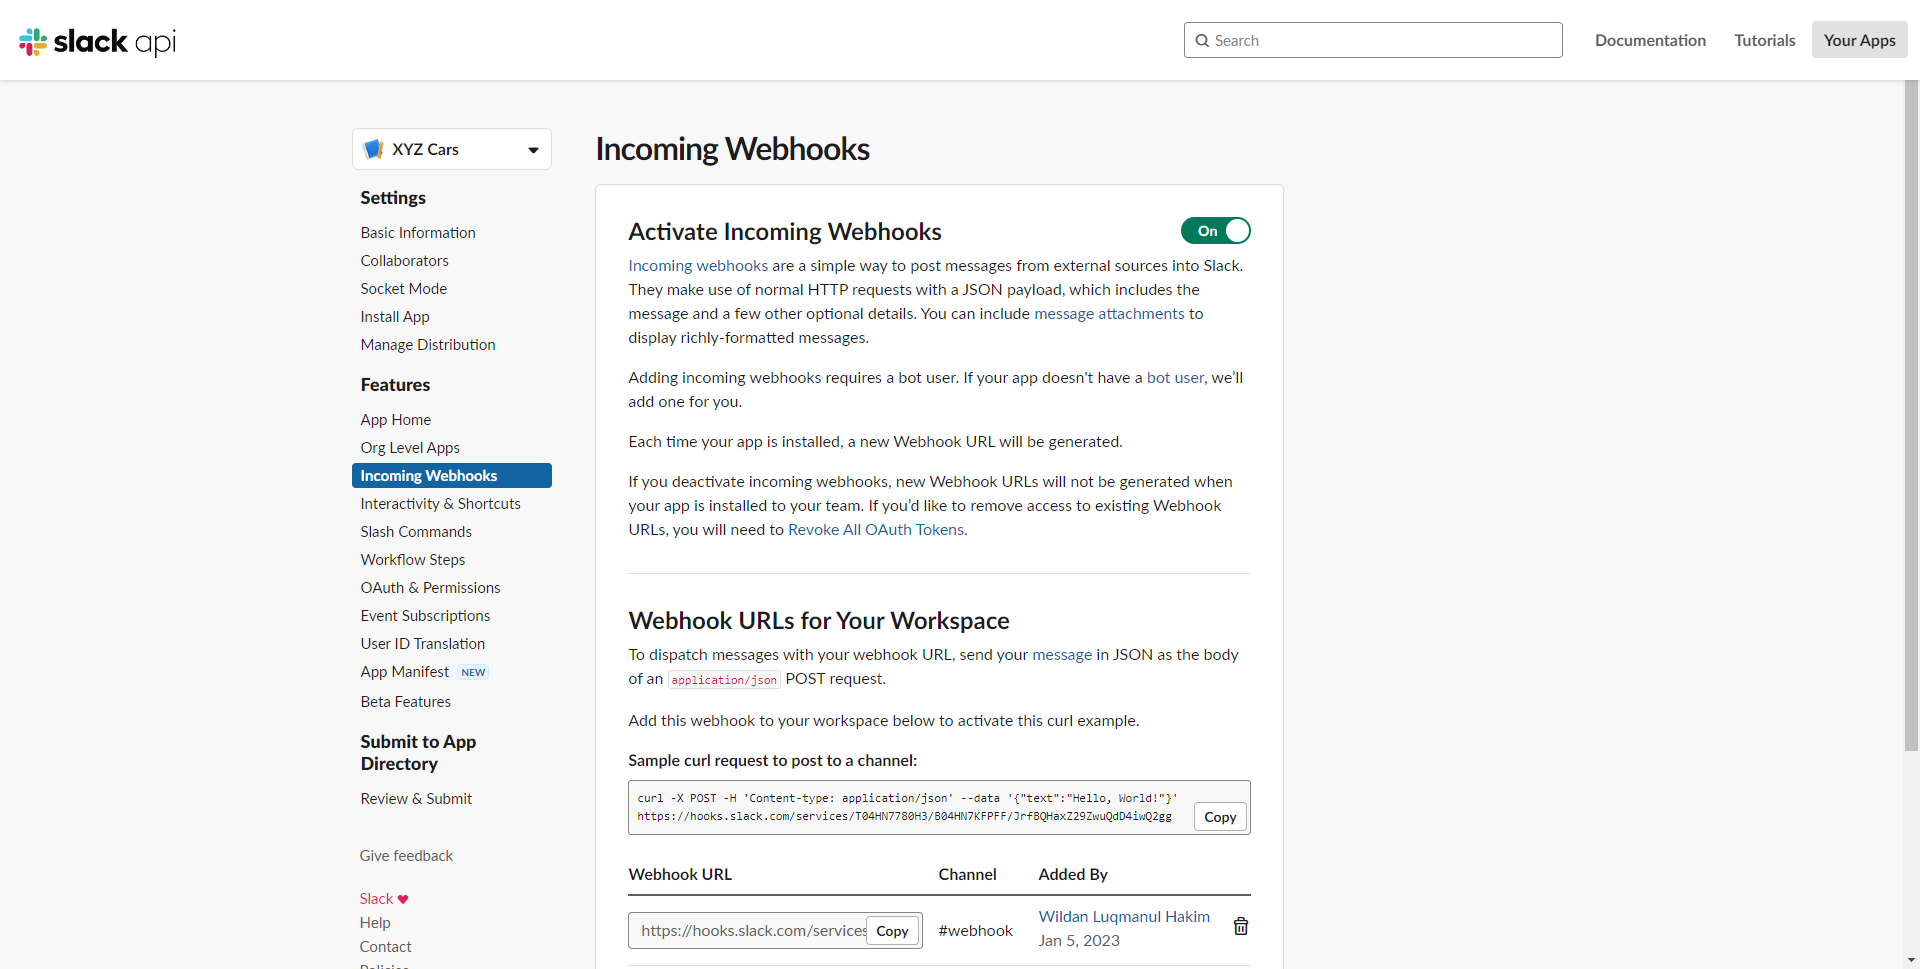 slack api
Search
Documentation
Tutorials
Your Apps
XYZ Cars
Settings
Basic Information
Collaborators
Socket Mode
Install App
Manage Distribution
Features
App Home
Org Level Apps
Incoming Webhooks
Interactivity & Shortcuts
Slash Commands
Workflow Steps
OAuth & Permissions
Event Subscriptions
User ID Translation
App Manifest NEW
Beta Features
Submit to App
Directory
Review & Submit
Give feedback
Slack
Help
Contact
Policies
Incoming Webhooks
Activate Incoming Webhooks
On
Incoming webhooks are a simple way to post messages from external sources into Slack.
They make use of normal HTTP requests with a JSON payload, which includes the
message and a few other optional details. You can include message attachments to
display richly-formatted messages.
Adding incoming webhooks requires a bot user. If your app doesn't have a bot user, we’ll
add one for you.
Each time your app is installed, a new Webhook URL will be generated.
If you deactivate incoming webhooks, new Webhook URLs will not be generated when
your app is installed to your team. If you’d like to remove access to existing Webhook
URLs, you will need to Revoke All OAuth Tokens.
Webhook URLs for Your Workspace
To dispatch messages with your webhook URL, send your message in JSON as the body
of an application/json POST request.
Add this webhook to your workspace below to activate this curl example.
Sample curl request to post to a channel:
curl -X POST -H 'Content-type: application/json' --data '{"text":"Hello, World!"}'
https://hooks.slack.com/services/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
Copy
Webhook URL
Channel
Added By
https://hooks.slack.com/services
Copy
#webhook
Wildan Luqmanul Hakim
Jan 5, 2023